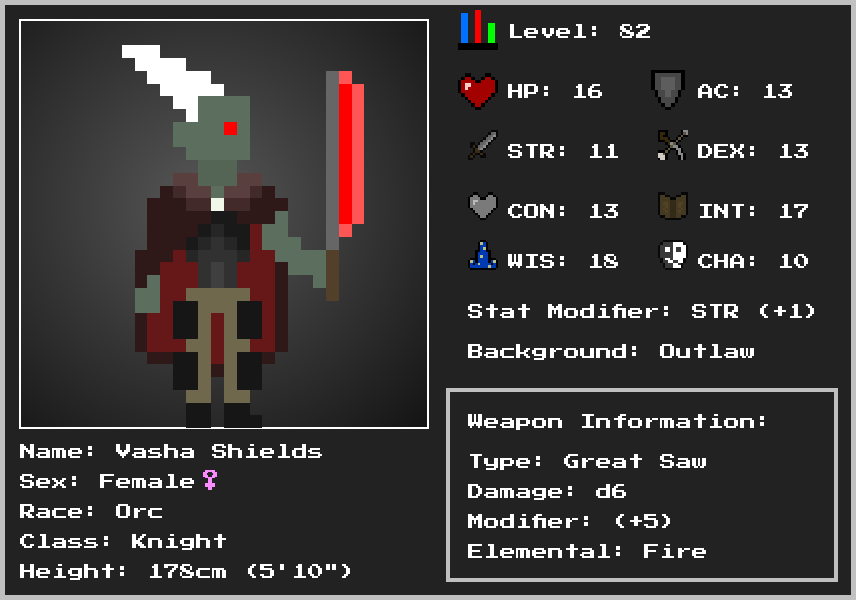 Level: 82
HP: 16
AC: 13
STR: 11
DEX: 13
CON: 13
INT: 17
WIS: 18
CHA: 10
Stat Modifier: STR (+1)
Background: Outlaw
Weapon Information:
Type: Great Saw
Damage: d6
Modifier: (+5)
Elemental: Fire
Name: Vasha Shields
Sex: Female♀
Race: Orc
Class: Knight
Height: 178cm (5'10")